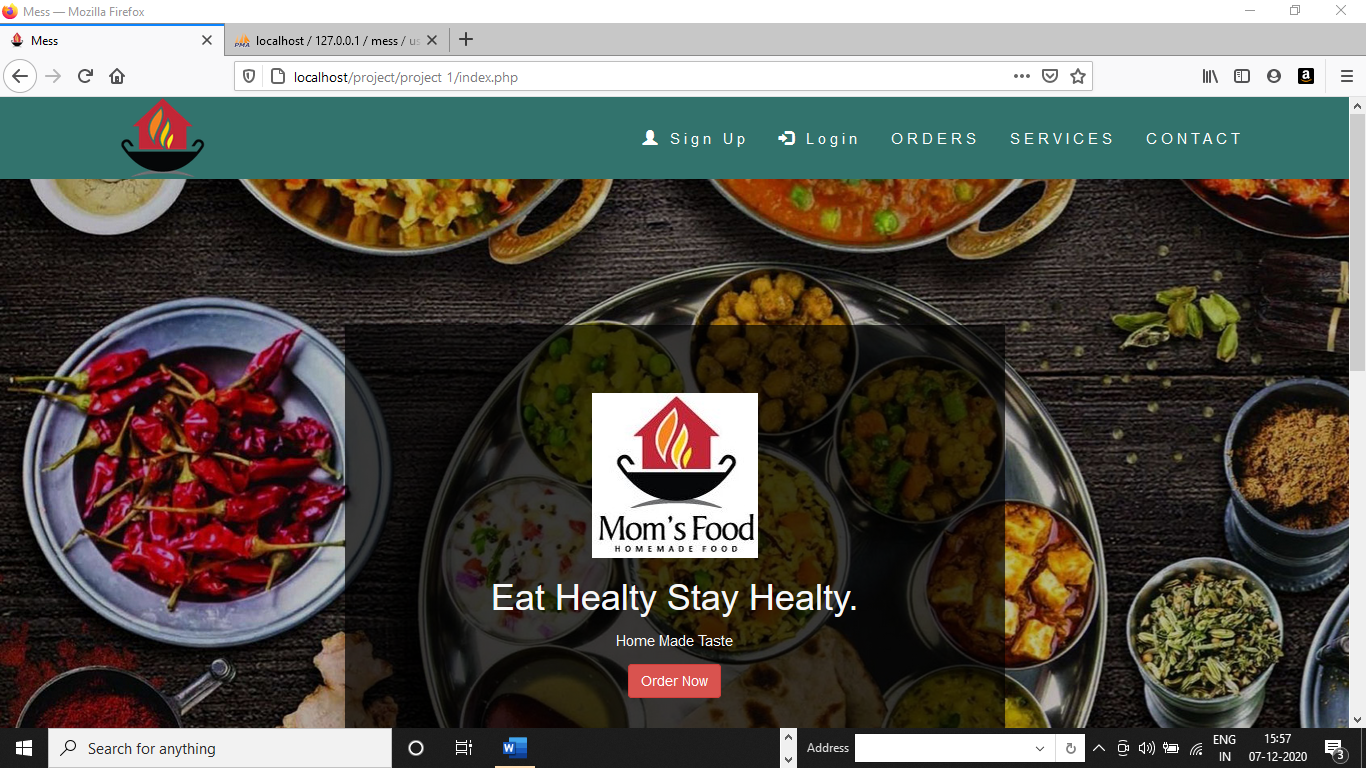 Mess — Mozilla Firefox
Mess
localhost / 127.0.0.1 / mess / us
PMA
localhost/project/project 1/index.php
Sign Up Login ORDERS SERVICES CONTACT
Mom's Food
HOMEMADE FOOD
Eat Healty Stay Healty.
Home Made Taste
Order Now
Search for anything
W
Address
ENG
IN
15:57
07-12-2020
3